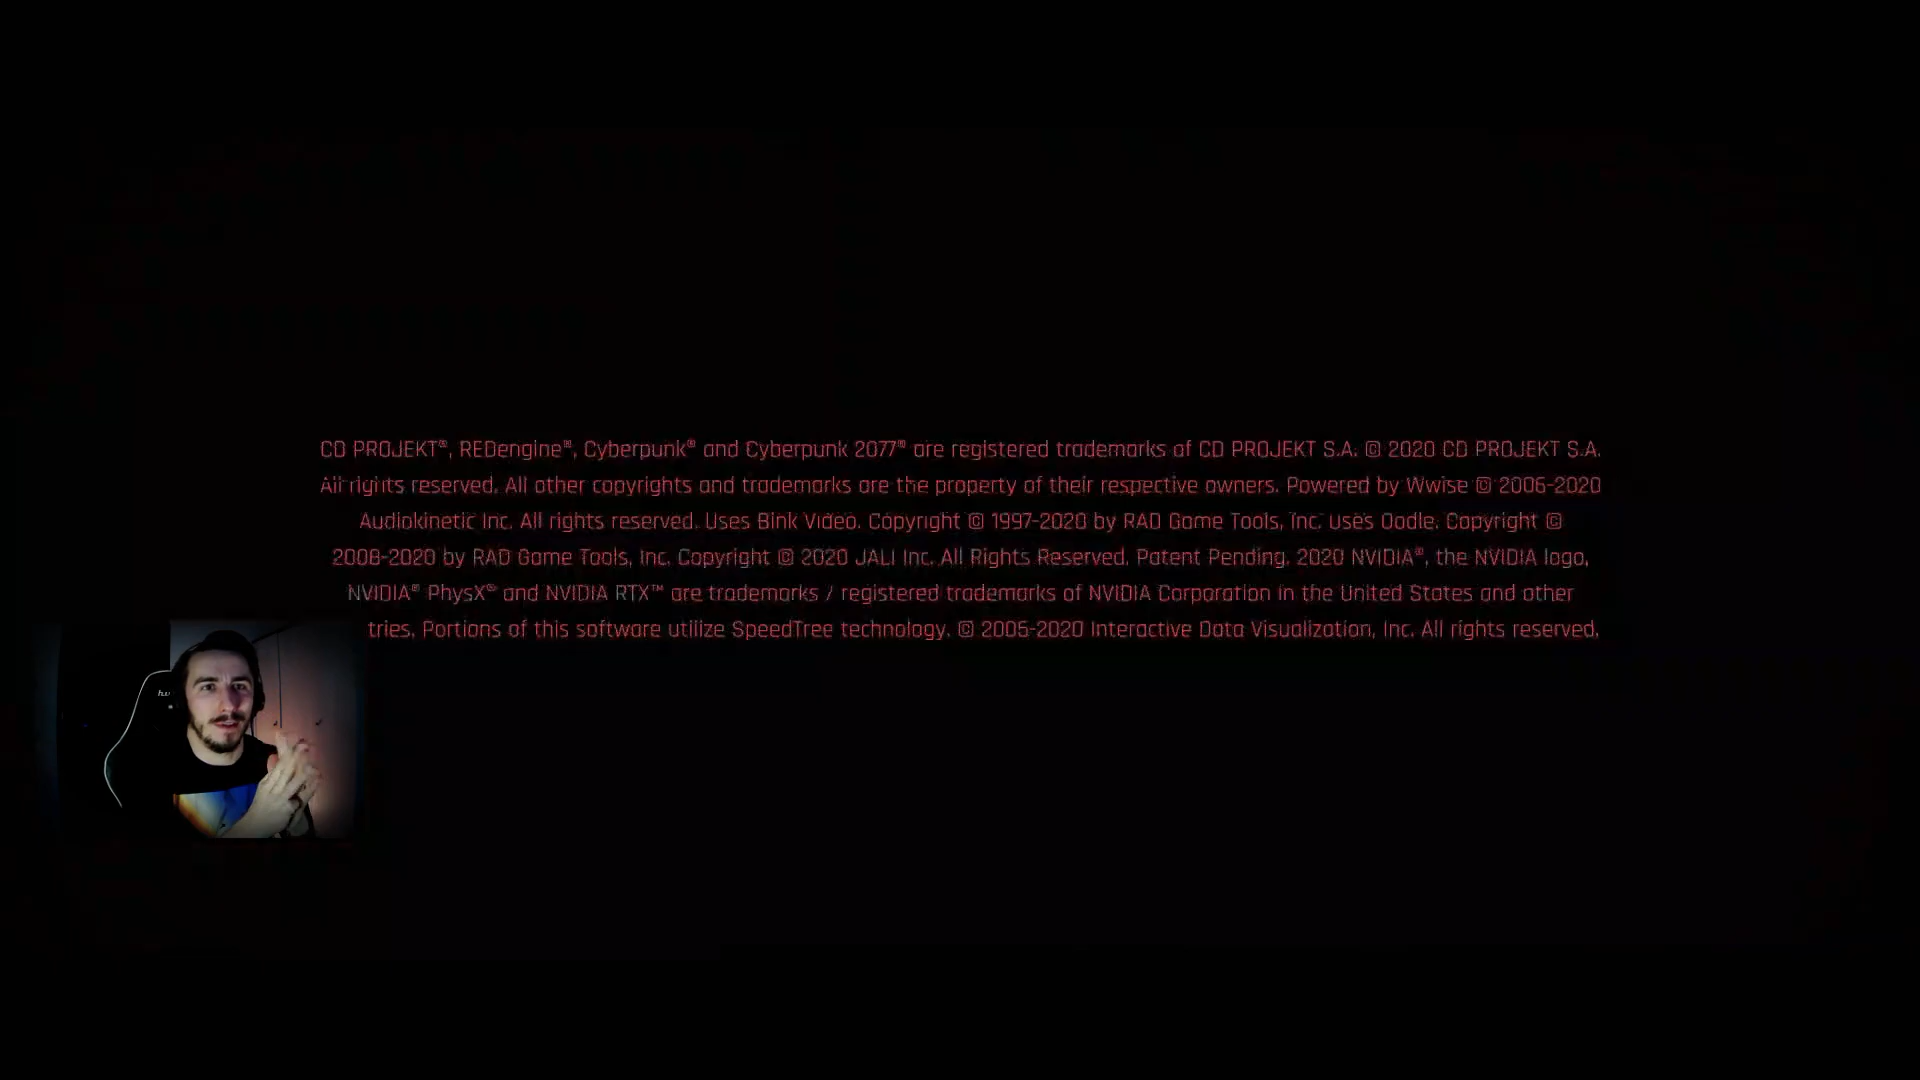 CD PROJEKT®, REDengine®, Cyberpunk® and Cyberpunk 2077® are registered trademarks of CD PROJEKT S.A. © 2020 CD PROJEKT S.A.
All rights reserved. All other copyrights and trademarks are the property of their respective owners. Powered by Wwise © 2006-2020
Audiokinetic Inc. All rights reserved. Uses Bink Video. Copyright © 1997-2020 by RAD Game Tools, Inc. Uses Oodle. Copyright ©
2008-2020 by RAD Game Tools, Inc. Copyright © 2020 JALI Inc. All Rights Reserved. Patent Pending. 2020 NVIDIA®, the NVIDIA logo,
NVIDIA® PhysX® and NVIDIA RTX™ are trademarks / registered trademarks of NVIDIA Corporation in the United States and other
tries. Portions of this software utilize SpeedTree technology. © 2005-2020 Interactive Data Visualization, Inc. All rights reserved.